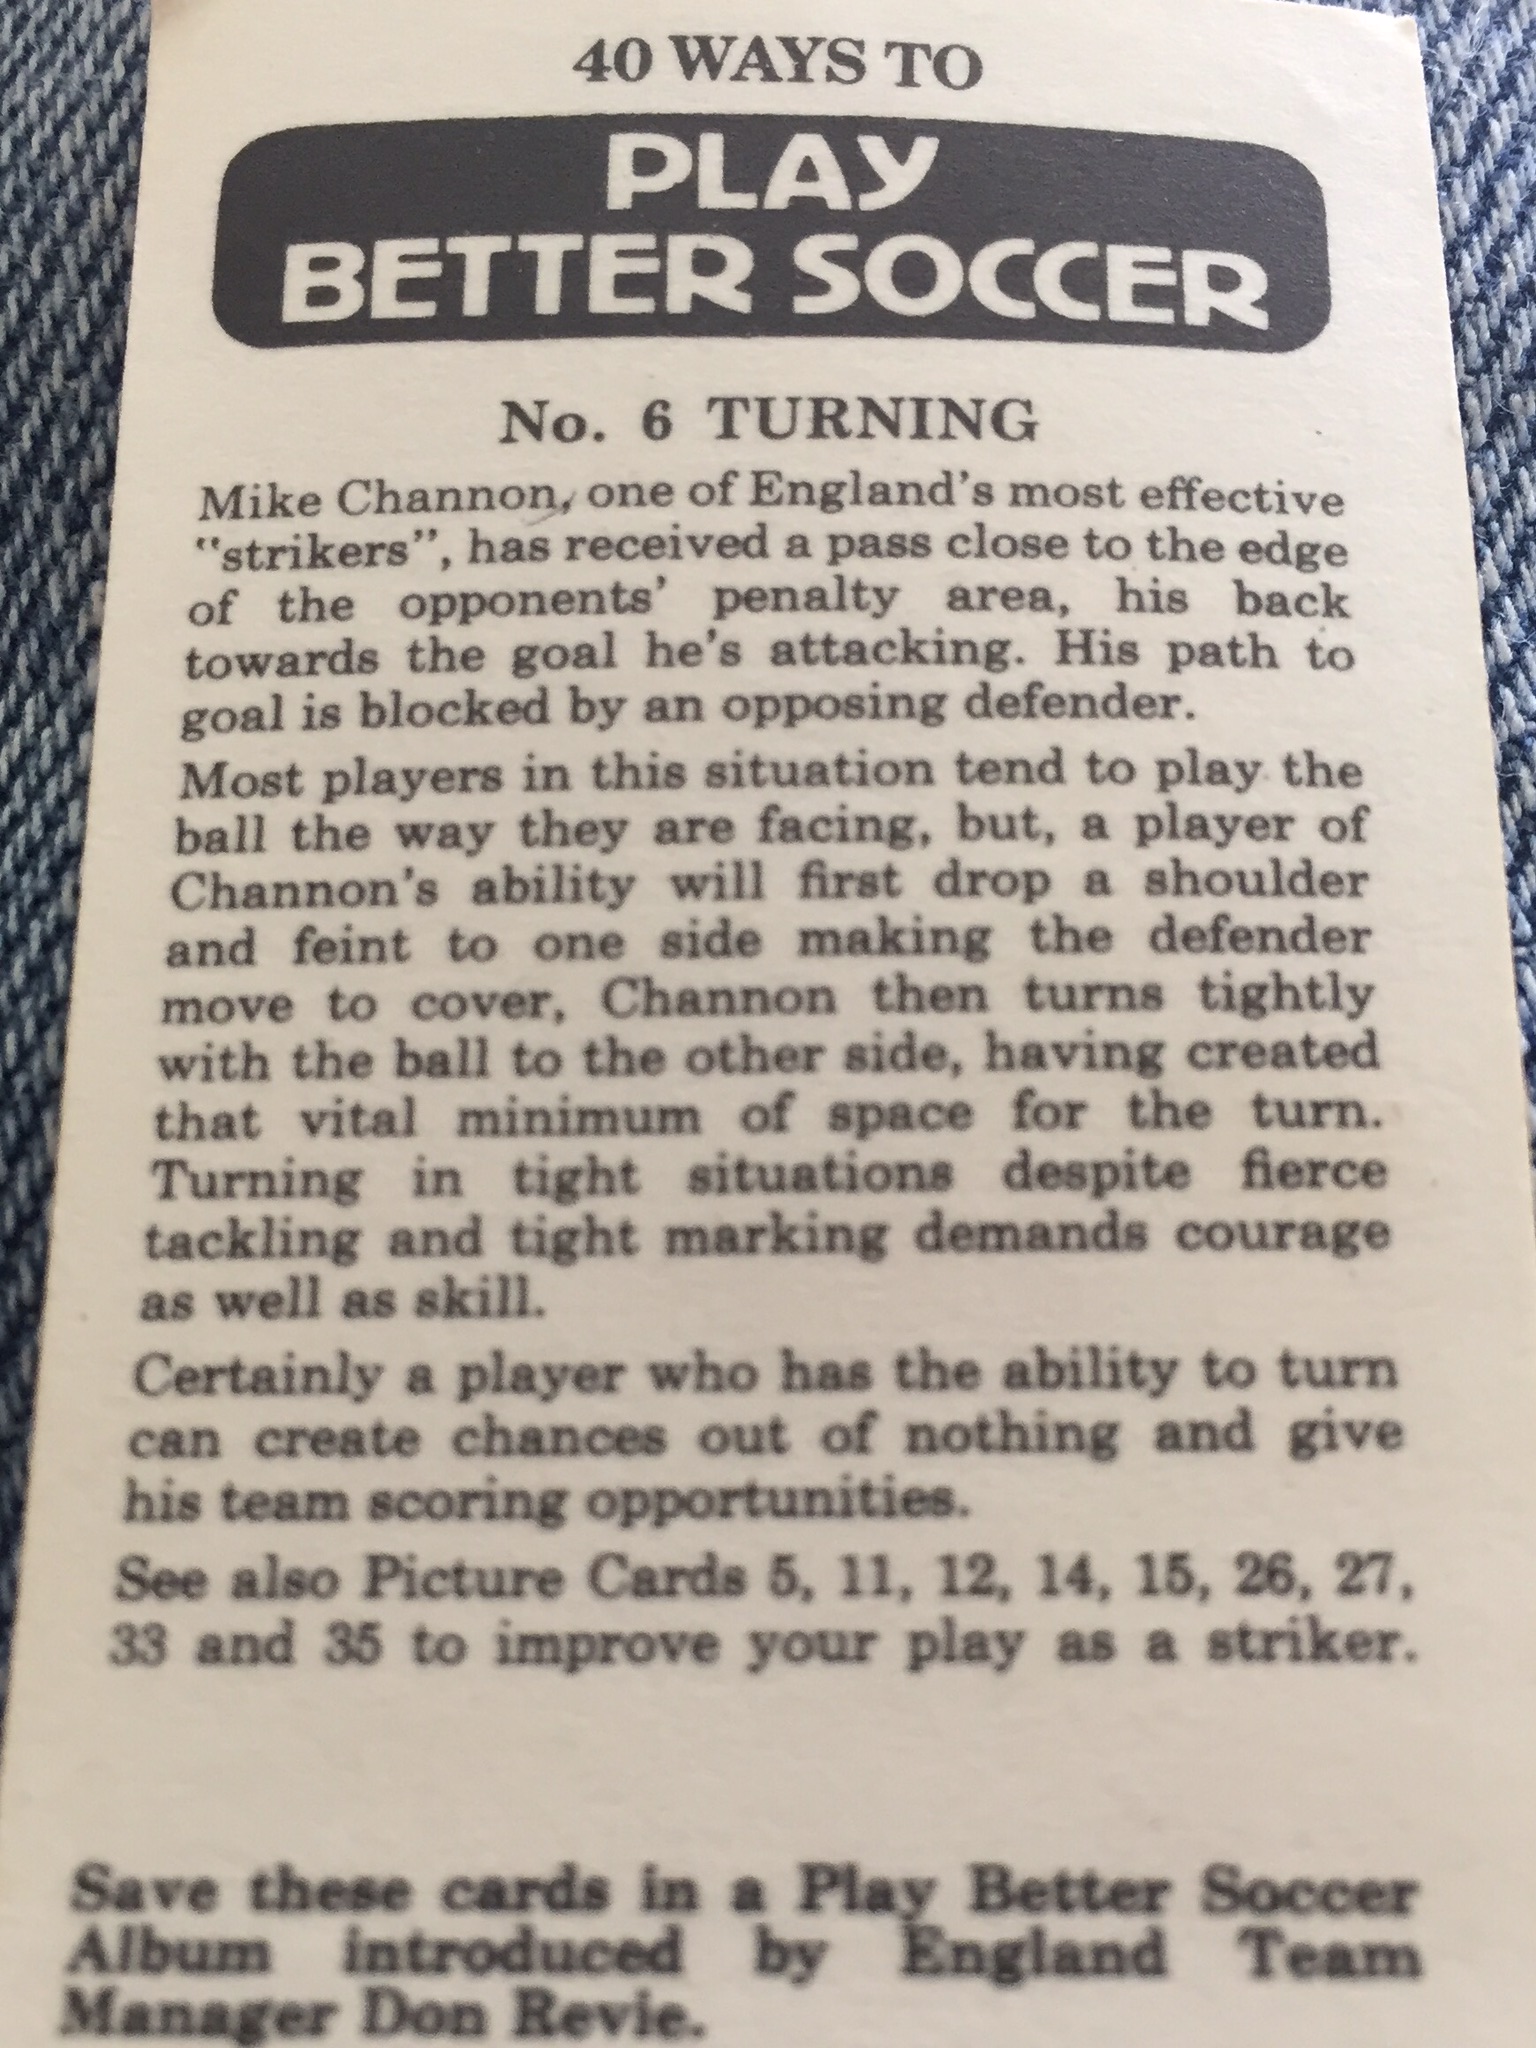 40 WAYS TO
PLAY
BETTER SOCCER
No. 6 TURNING
Mike Channon, one of England's most effective
"strikers", has received a pass close to the edge
of the opponents' penalty area, his back
towards the goal he's attacking. His path to
goal is blocked by an opposing defender.
Most players in this situation tend to play the
ball the way they are facing, but, a player of
Channon's ability will first drop a shoulder
and feint to one side making the defender
move to cover, Channon then turns tightly
with the ball to the other side, having created
that vital minimum of space for the turn.
Turning in tight situations despite fierce
tackling and tight marking demands courage
as well as skill.
Certainly a player who has the ability to turn
can create chances out of nothing and give
his team scoring opportunities.
See also Picture Cards 5, 11, 12, 14, 15, 26, 27,
33 and 35 to improve your play as a striker.
Save these cards in a Play Better Soccer
Album introduced by England Team
Manager Don Revie.